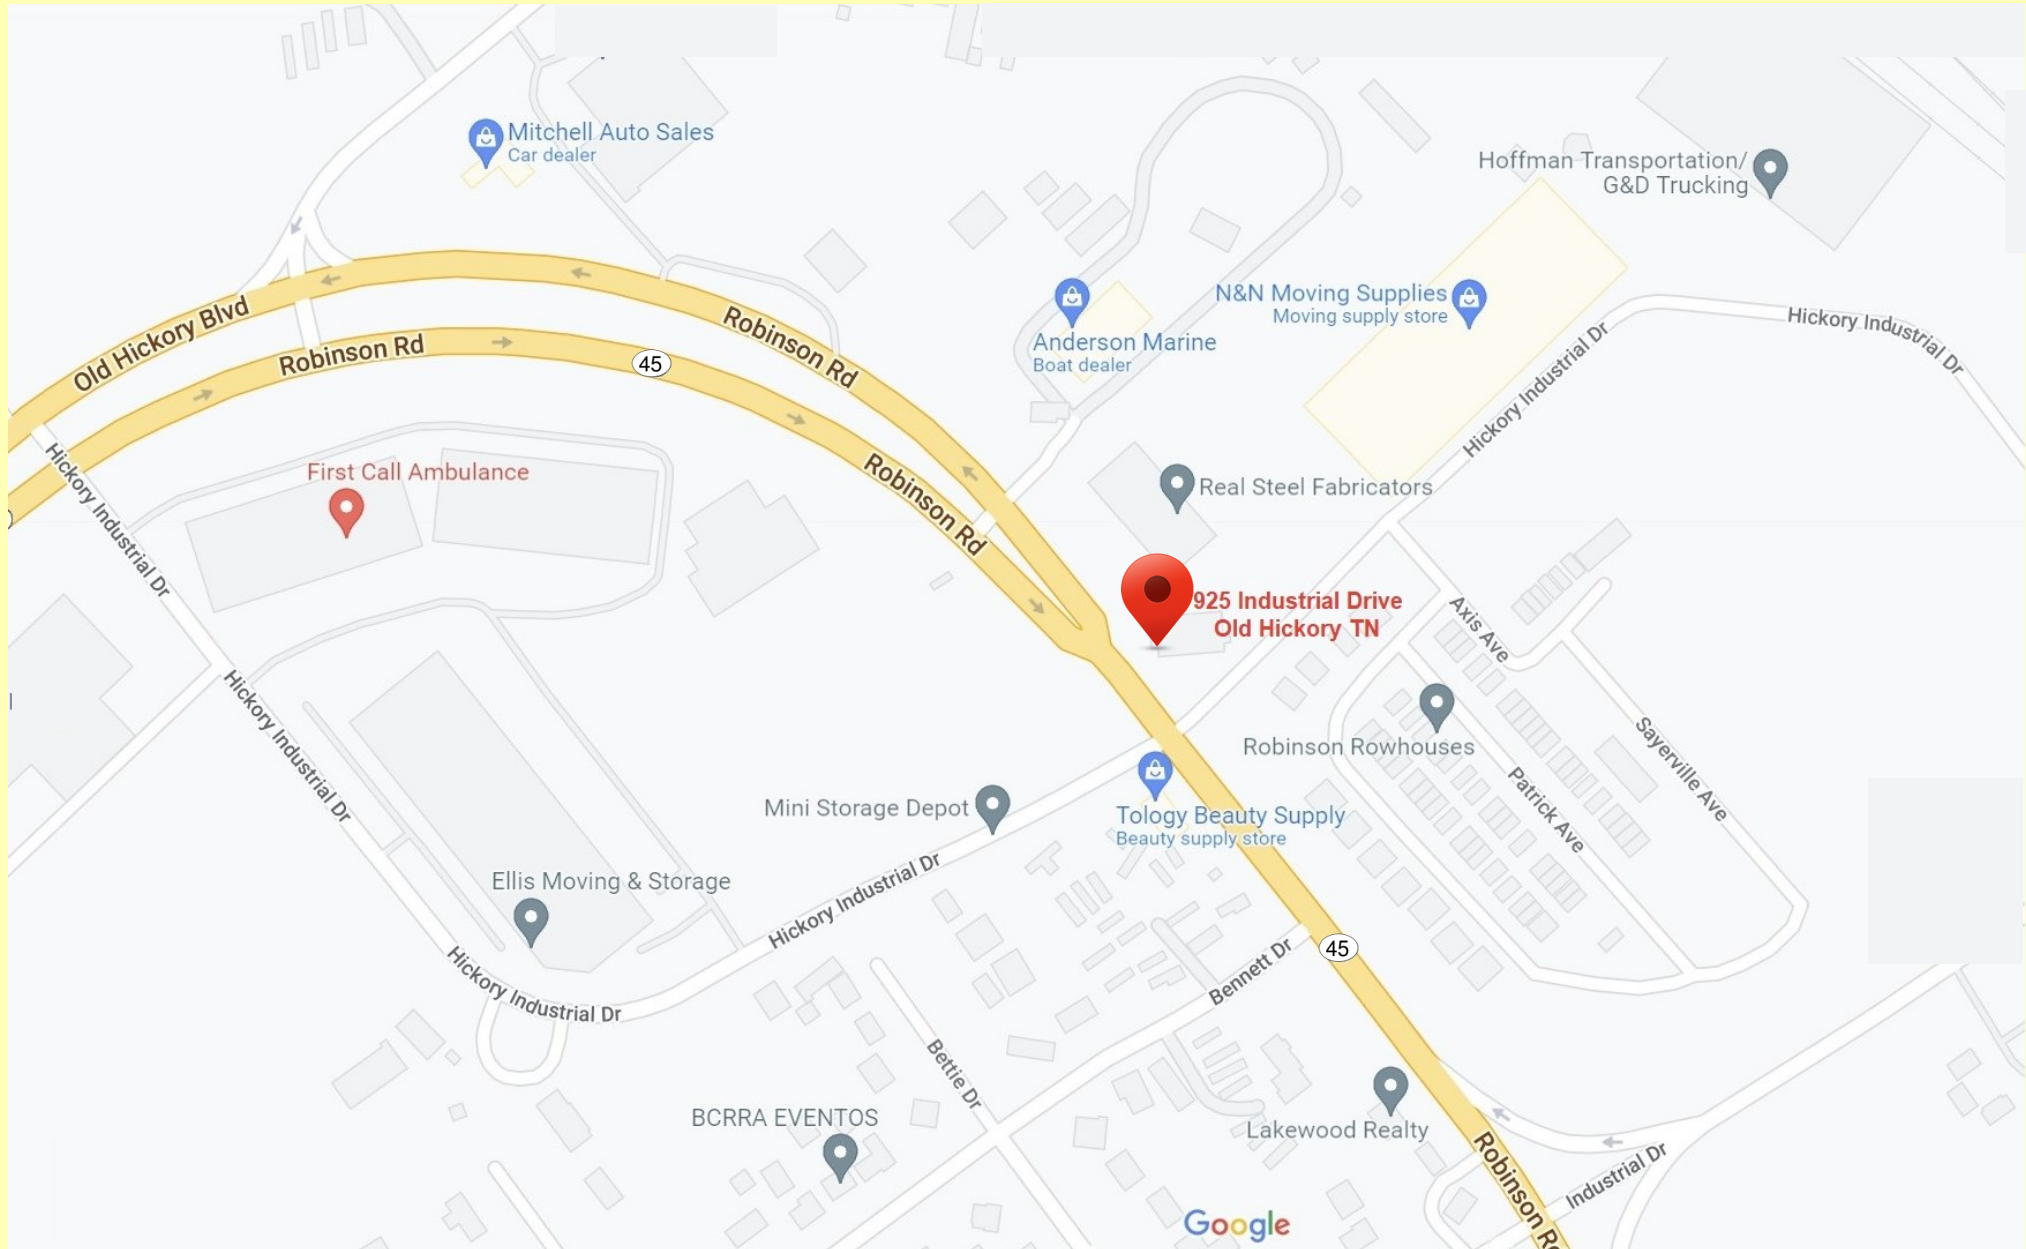 Mitchell Auto Sales
Car dealer
Hoffman Transportation/
G&D Trucking
Old Hickory Blvd
Robinson Rd
45
Robinson Rd
Anderson Marine
Boat dealer
N&N Moving Supplies
Moving supply store
Hickory Industrial Dr
Hickory Industrial Dr
First Call Ambulance
Hickory Industrial Dr
Robinson Rd
Real Steel Fabricators
925 Industrial Drive
Old Hickory TN
Axis Ave
Hickory Industrial Dr
Robinson Rowhouses
Sayerville Ave
Patrick Ave
Mini Storage Depot
Tology Beauty Supply
Beauty supply store
Ellis Moving & Storage
Hickory Industrial Dr
Hickory Industrial Dr
Bennett Dr
45
Bettie Dr
BCRRA EVENTOS
Lakewood Realty
Robinson R
Industrial Dr
Google